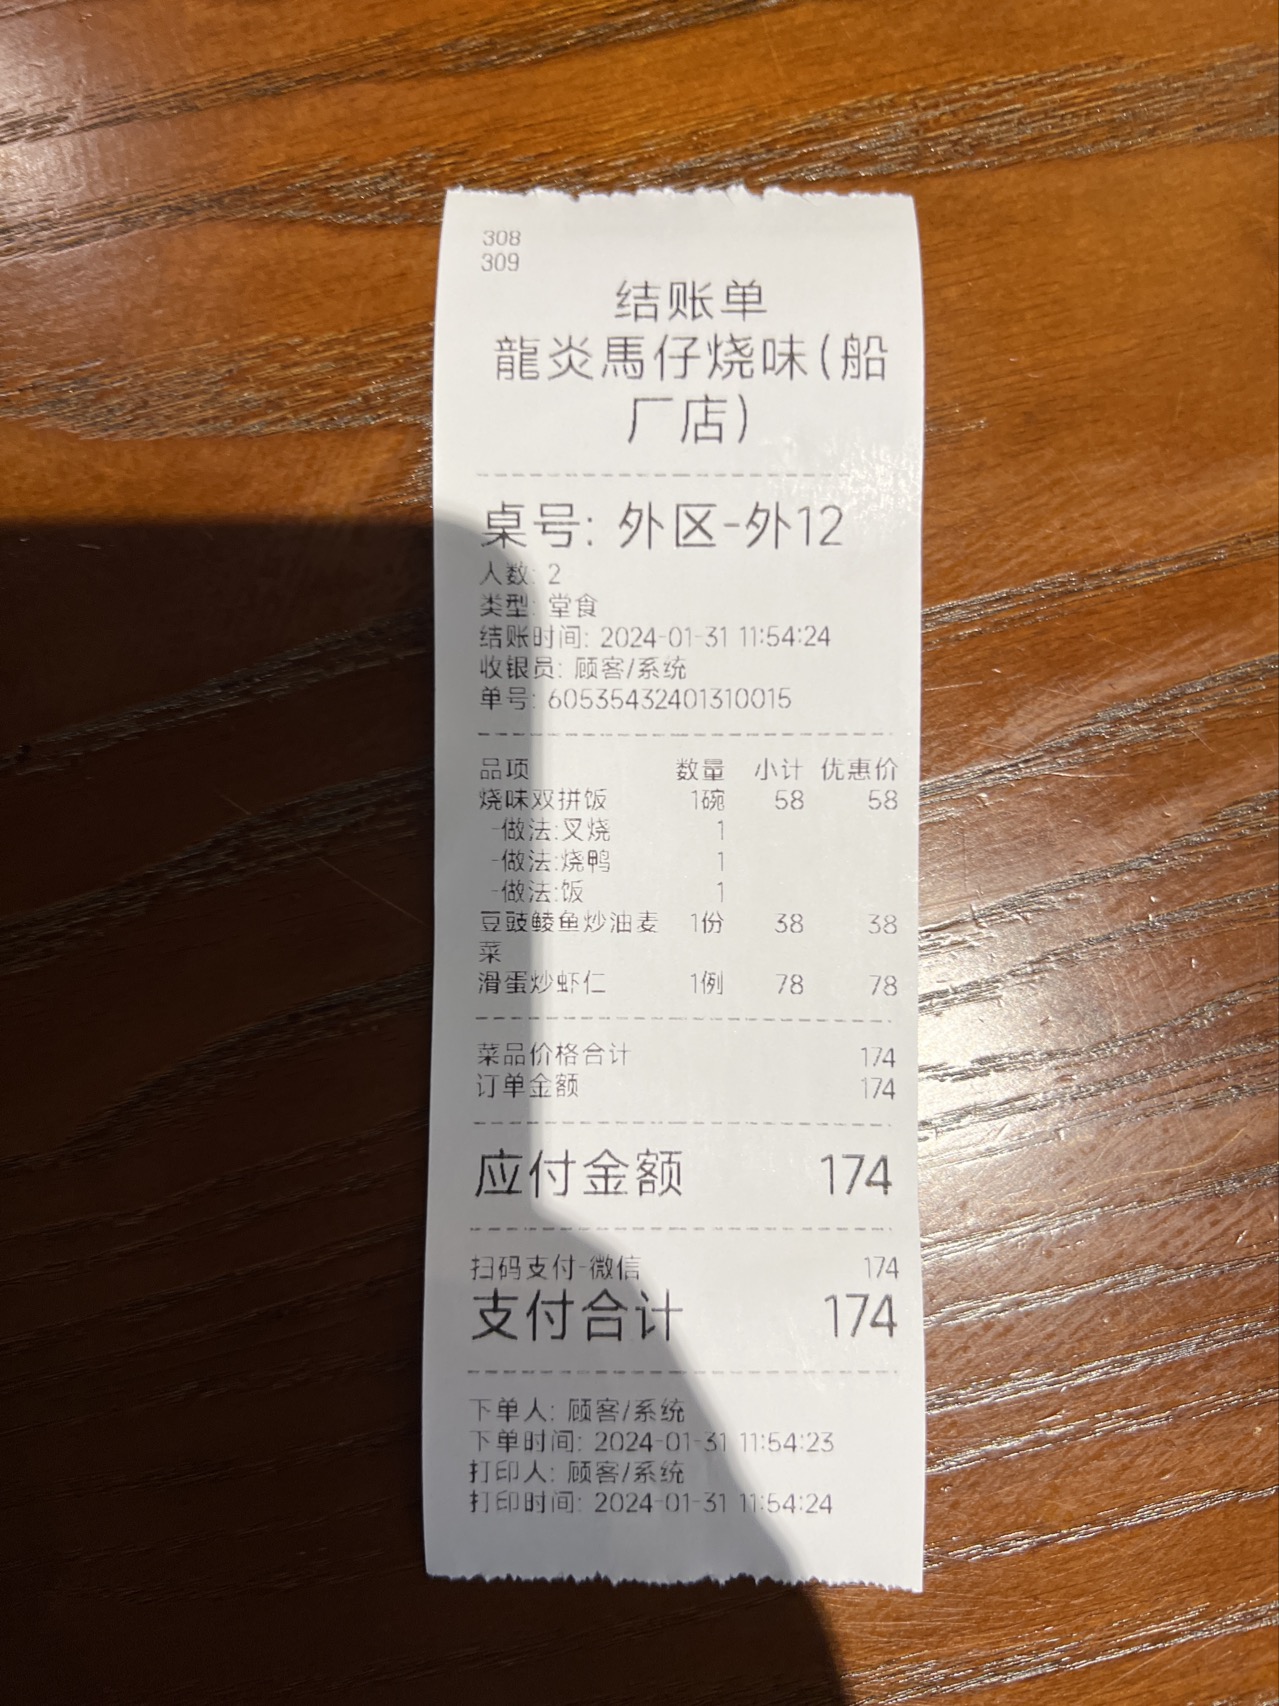 308
309
结账单
龍炎馬仔烧味(船
厂店)
桌号: 外区-外12
人数: 2
类型: 堂食
结账时间: 2024-01-31 11:54:24
收银员: 顾客/系统
单号: 605354432401310015
品项 数量 小计 优惠价
烧味双拼饭 1碗 58 58
-做法:叉烧 1
-做法:烧鸭 1
-做法:饭 1
豆豉鲮鱼炒油麦 1份 38 38
菜
滑蛋炒虾仁 1例 78 78
菜品价格合计 174
订单金额 174
应付金额 174
扫码支付-微信 174
支付合计 174
下单人: 顾客/系统
下单时间: 2024-01-31 11:54:23
打印人: 顾客/系统
打印时间: 2024-01-31 11:54:24